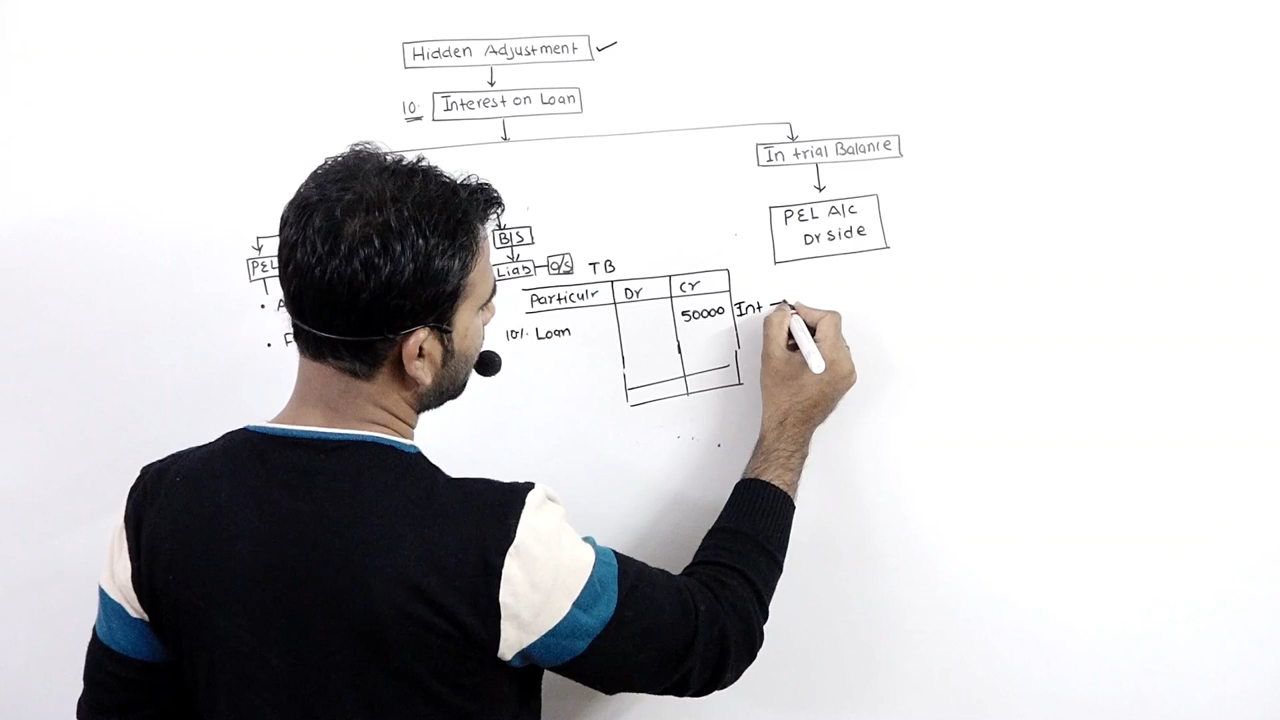 Hidden Adjustment
10. Interest on Loan
In trial Balance
P&L A/c
Dr side
B/S
P&L
Liab O/S
TB
Particulr Dr Cr
50000 Int
10% Loan